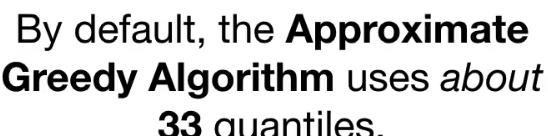 By default, the Approximate
Greedy Algorithm uses about
33 quantiles.